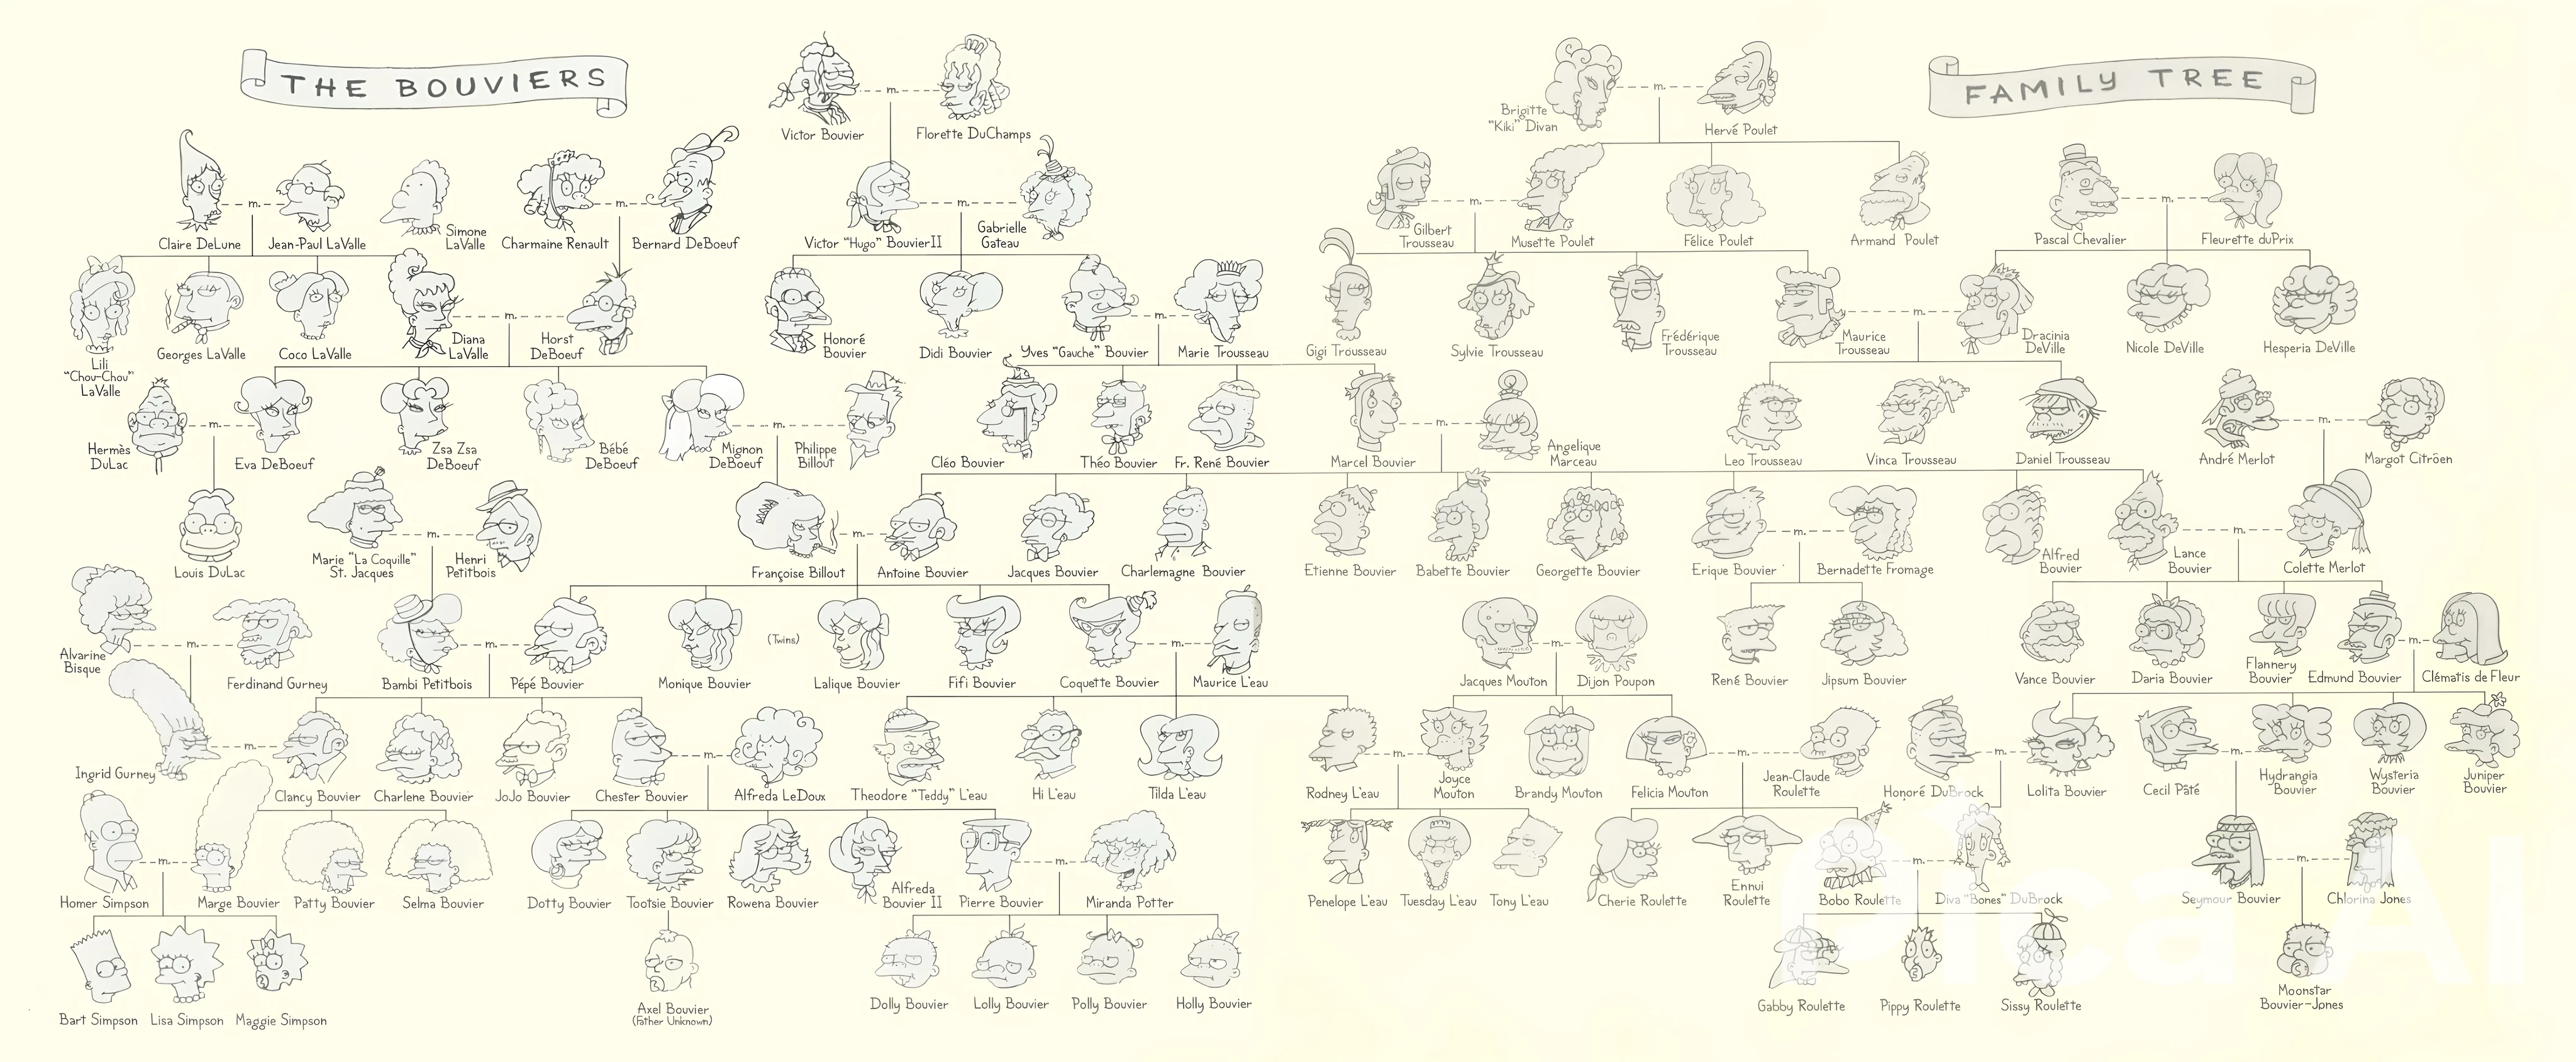 THE BOUVIERS
FAMILY TREE
Victor Bouvier
m.
Florette DuChamps
Brigitte
"Kiki" Divan
m.
Hervé Poulet
Claire DeLune
m.
Jean-Paul LaValle
Simone
LaValle
Charmaine Renault
m.
Bernard DeBoeuf
Victor "Hugo" Bouvier II
m.
Gabrielle
Gateau
Gilbert
Trousseau
m.
Musette Poulet
Félice Poulet
Armand Poulet
Pascal Chevalier
m.
Fleurette duPrix
Lili
"Chou-Chou"
LaValle
Georges LaValle
Coco LaValle
Diana
LaValle
m.
Horst
DeBoeuf
Honoré
Bouvier
Didi Bouvier
Yves "Gauche" Bouvier
m.
Marie Trousseau
Gigi Trousseau
Sylvie Trousseau
Frédérique
Trousseau
Maurice
Trousseau
m.
Dracinia
DeVille
Nicole DeVille
Hesperia DeVille
Hermès
DuLac
m.
Eva DeBoeuf
Zsa Zsa
DeBoeuf
Bébé
DeBoeuf
Mignon
DeBoeuf
m.
Philippe
Billout
Cléo Bouvier
Théo Bouvier
Fr. René Bouvier
Marcel Bouvier
m.
Angelique
Marceau
Leo Trousseau
Vinca Trousseau
Daniel Trousseau
André Merlot
m.
Margot Citröen
Louis DuLac
Marie "La Coquille"
St. Jacques
m.
Henri
Petitbois
Françoise Billout
m.
Antoine Bouvier
Jacques Bouvier
Charlemagne Bouvier
Etienne Bouvier
Babette Bouvier
Georgette Bouvier
Erique Bouvier
m.
Bernadette Fromage
Alfred
Bouvier
Lance
Bouvier
m.
Colette Merlot
Alvarine
Bisque
m.
Ferdinand Gurney
Bambi Petitbois
m.
Pépé Bouvier
Monique Bouvier
(Twins)
Lalique Bouvier
Fifi Bouvier
Coquette Bouvier
m.
Maurice L'eau
Jacques Mouton
m.
Dijon Poupon
René Bouvier
Jipsum Bouvier
Vance Bouvier
Daria Bouvier
Flannery
Bouvier
Edmund Bouvier
m.
Clématis de Fleur
Ingrid Gurney
m.
Clancy Bouvier
Charlene Bouvier
JoJo Bouvier
Chester Bouvier
m.
Alfreda LeDoux
Theodore "Teddy" L'eau
Hi L'eau
Tilda L'eau
Rodney L'eau
m.
Joyce
Mouton
Brandy Mouton
Felicia Mouton
m.
Jean-Claude
Roulette
Honoré DuBrock
m.
Lolita Bouvier
Cecil Pâté
m.
Hydrangia
Bouvier
Wysteria
Bouvier
Juniper
Bouvier
Homer Simpson
m.
Marge Bouvier
Patty Bouvier
Selma Bouvier
Dotty Bouvier
Tootsie Bouvier
Rowena Bouvier
Alfreda
Bouvier II
Pierre Bouvier
m.
Miranda Potter
Penelope L'eau
Tuesday L'eau
Tony L'eau
Cherie Roulette
Ennui
Roulette
Bobo Roulette
m.
Diva "Bones" DuBrock
Seymour Bouvier
m.
Chlorina Jones
Bart Simpson
Lisa Simpson
Maggie Simpson
Axel Bouvier
(Father Unknown)
Dolly Bouvier
Lolly Bouvier
Polly Bouvier
Holly Bouvier
Gabby Roulette
Pippy Roulette
Sissy Roulette
Moonstar
Bouvier-Jones